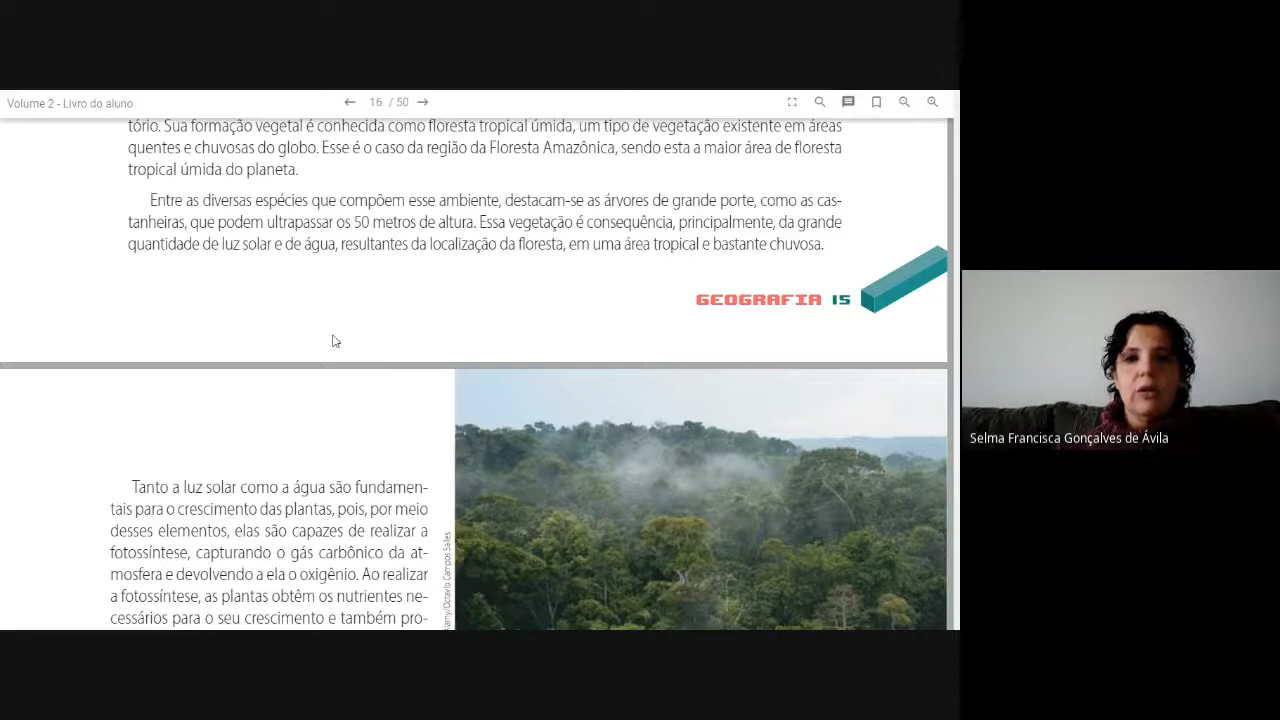 Volume 2 - Livro do aluno
16 / 50
tório. Sua formação vegetal é conhecida como floresta tropical úmida, um tipo de vegetação existente em áreas
quentes e chuvosas do globo. Esse é o caso da região da Floresta Amazônica, sendo esta a maior área de floresta
tropical úmida do planeta.
Entre as diversas espécies que compõem esse ambiente, destacam-se as árvores de grande porte, como as cas-
tanheiras, que podem ultrapassar os 50 metros de altura. Essa vegetação é consequência, principalmente, da grande
quantidade de luz solar e de água, resultantes da localização da floresta, em uma área tropical e bastante chuvosa.
GEOGRAFIA 15
Tanto a luz solar como a água são fundamen-
tais para o crescimento das plantas, pois, por meio
desses elementos, elas são capazes de realizar a
fotossíntese, capturando o gás carbônico da at-
mosfera e devolvendo a ela o oxigênio. Ao realizar
a fotossíntese, as plantas obtêm os nutrientes ne-
cessários para o seu crescimento e também pro-
/Octavio Campos Salles
Selma Francisca Gonçalves de Ávila